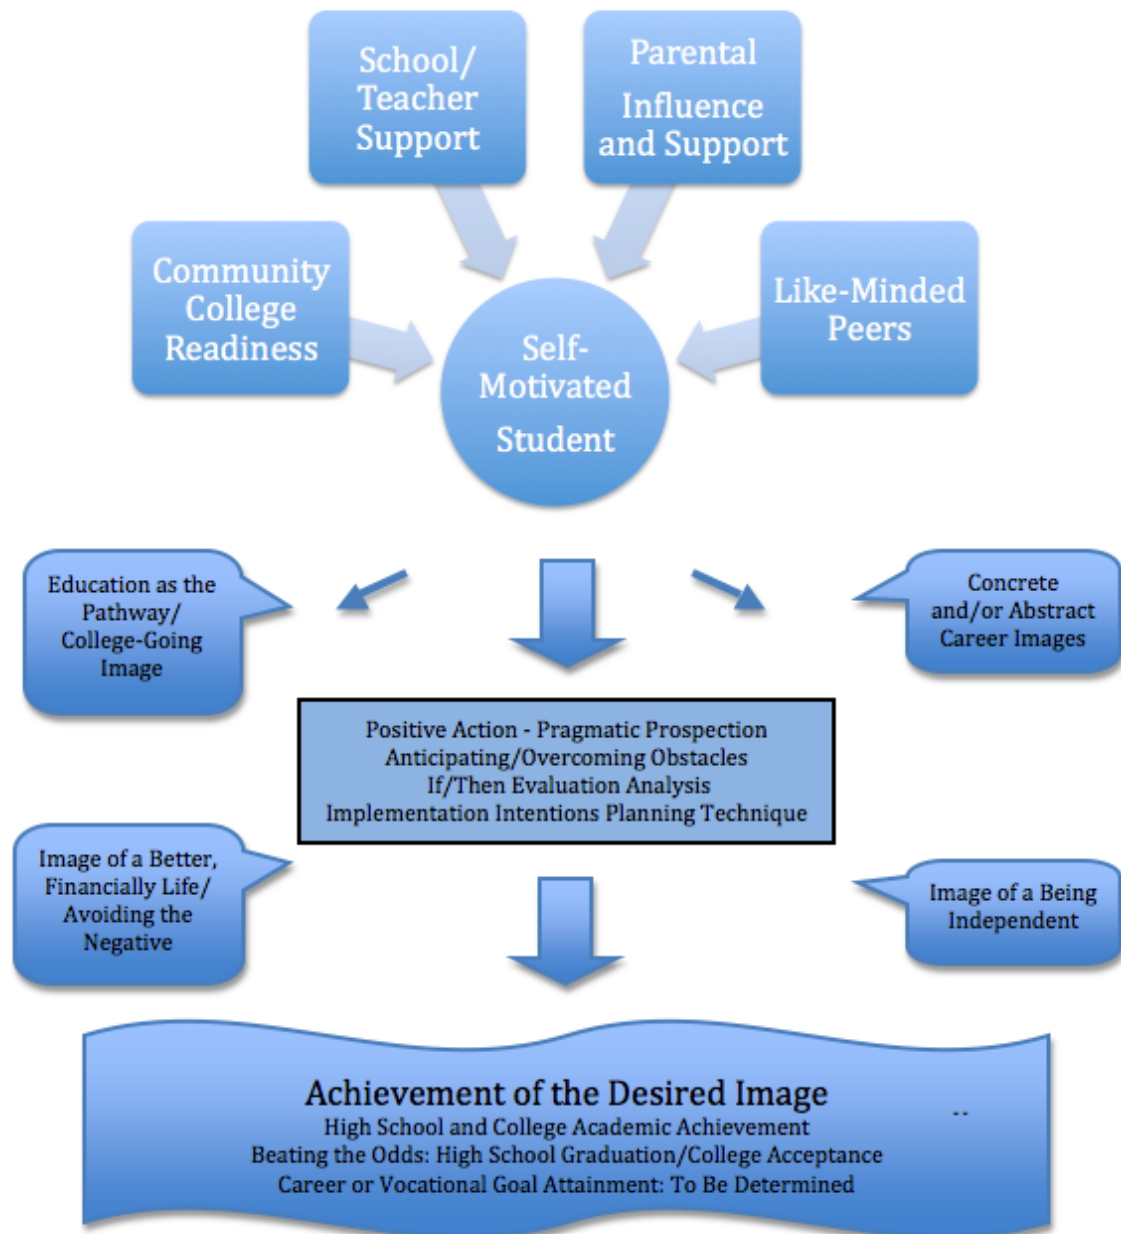 School/
Teacher
Support
Parental
Influence
and Support
Community
College
Readiness
Like-Minded
Peers
Self-
Motivated
Student
Education as the
Pathway/
College-Going
Image
Concrete
and/or Abstract
Career Images
Positive Action - Pragmatic Prospection
Anticipating/Overcoming Obstacles
If/Then Evaluation Analysis
Implementation Intentions Planning Technique
Image of a Better,
Financially Life/
Avoiding the
Negative
Image of a Being
Independent
Achievement of the Desired Image
--
High School and College Academic Achievement
Beating the Odds: High School Graduation/College Acceptance
Career or Vocational Goal Attainment: To Be Determined